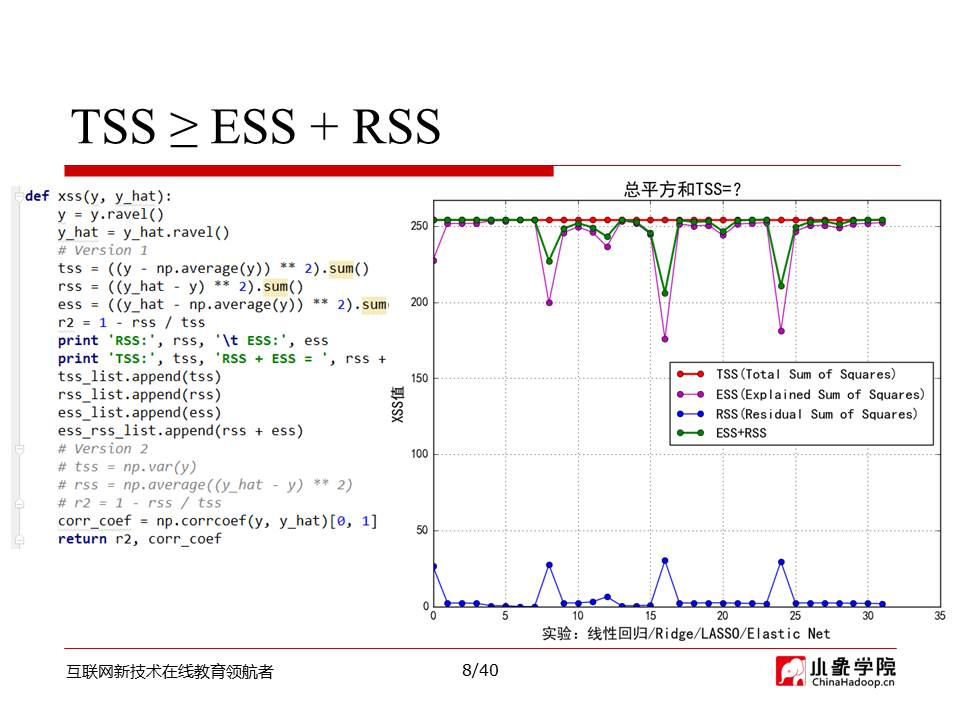 TSS ≥ ESS + RSS
def xss(y, y_hat):
y = y.ravel()
y_hat = y_hat.ravel()
# Version 1
tss = ((y - np.average(y)) ** 2).sum()
rss = ((y_hat - y) ** 2).sum()
ess = ((y_hat - np.average(y)) ** 2).sum
r2 = 1 - rss / tss
print 'RSS:', rss, '\t ESS:', ess
print 'TSS:', tss, 'RSS + ESS = ', rss +
tss_list.append(tss)
rss_list.append(rss)
ess_list.append(ess)
ess_rss_list.append(rss + ess)
# Version 2
# tss = np.var(y)
# rss = np.average((y_hat - y) ** 2)
# r2 = 1 - rss / tss
corr_coef = np.corrcoef(y, y_hat)[0, 1]
return r2, corr_coef
总平方和TSS=?
250
200
150
100
50
0
XSS值
TSS(Total Sum of Squares)
ESS(Explained Sum of Squares)
RSS(Residual Sum of Squares)
ESS+RSS
0 5 10 15 20 25 30 35
实验：线性回归/Ridge/LASSO/Elastic Net
互联网新技术在线教育领航者
8/40
小象学院
ChinaHadoop.cn